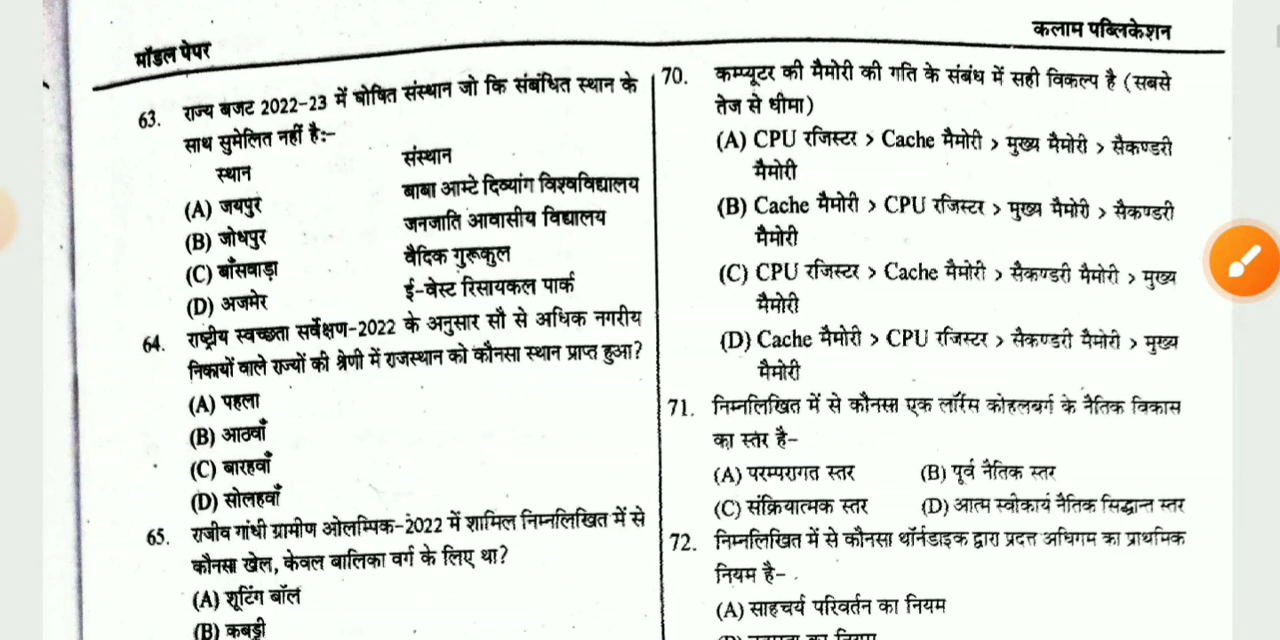 मॉडल पेपर
कलाम पब्लिकेशन
63. राज्य बजट 2022-23 में घोषित संस्थान जो कि संबंधित स्थान के
साथ सुमेलित नहीं है:-
स्थान संस्थान
(A) जयपुर बाबा आम्टे दिव्यांग विश्वविद्यालय
(B) जोधपुर जनजाति आवासीय विद्यालय
(C) बाँसवाड़ा वैदिक गुरूकुल
(D) अजमेर ई-वेस्ट रिसायकल पार्क
64. राष्ट्रीय स्वच्छता सर्वेक्षण-2022 के अनुसार सौ से अधिक नगरीय
निकायों वाले राज्यों की श्रेणी में राजस्थान को कौनसा स्थान प्राप्त हुआ?
(A) पहला
(B) आठवाँ
(C) बारहवाँ
(D) सोलहवाँ
65. राजीव गांधी ग्रामीण ओलम्पिक-2022 में शामिल निम्नलिखित में से
कौनसा खेल, केवल बालिका वर्ग के लिए था?
(A) शूटिंग बॉल
(B) कबड्डी
70. कम्प्यूटर की मैमोरी की गति के संबंध में सही विकल्प है (सबसे
तेज से धीमा)
(A) CPU रजिस्टर > Cache मैमोरी > मुख्य मैमोरी > सैकण्डरी
मैमोरी
(B) Cache मैमोरी > CPU रजिस्टर > मुख्य मैमोरी > सैकण्डरी
मैमोरी
(C) CPU रजिस्टर > Cache मैमोरी > सैकण्डरी मैमोरी > मुख्य
मैमोरी
(D) Cache मैमोरी > CPU रजिस्टर > सैकण्डरी मैमोरी > मुख्य
मैमोरी
71. निम्नलिखित में से कौनसा एक लॉरेंस कोहलबर्ग के नैतिक विकास
का स्तर है-
(A) परम्परागत स्तर (B) पूर्व नैतिक स्तर
(C) संक्रियात्मक स्तर (D) आत्म स्वीकार्य नैतिक सिद्धान्त स्तर
72. निम्नलिखित में से कौनसा थॉर्नडाइक द्वारा प्रदत्त अधिगम का प्राथमिक
नियम है-
(A) साहचर्य परिवर्तन का नियम